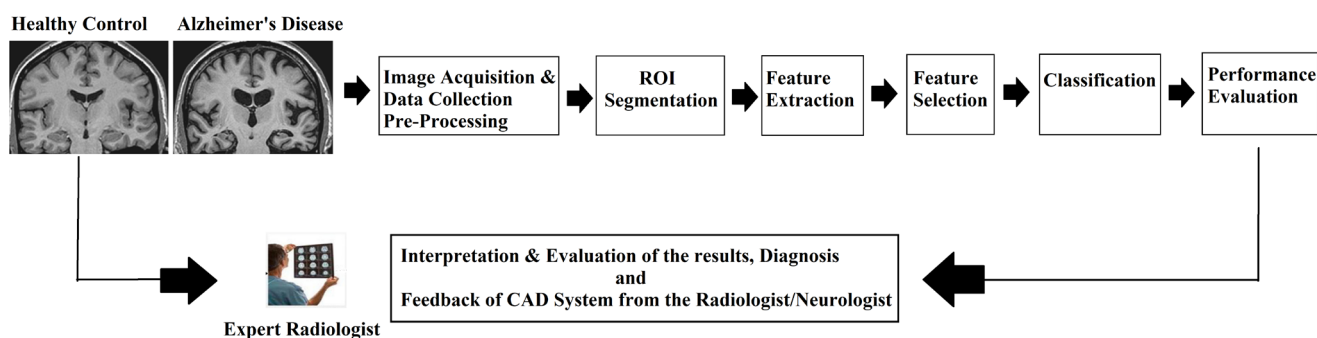 Healthy Control
Alzheimer's Disease
Image Acquisition &
Data Collection
Pre-Processing
ROI
Segmentation
Feature
Extraction
Feature
Selection
Classification
Performance
Evaluation
Interpretation & Evaluation of the results, Diagnosis
and
Feedback of CAD System from the Radiologist/Neurologist
Expert Radiologist